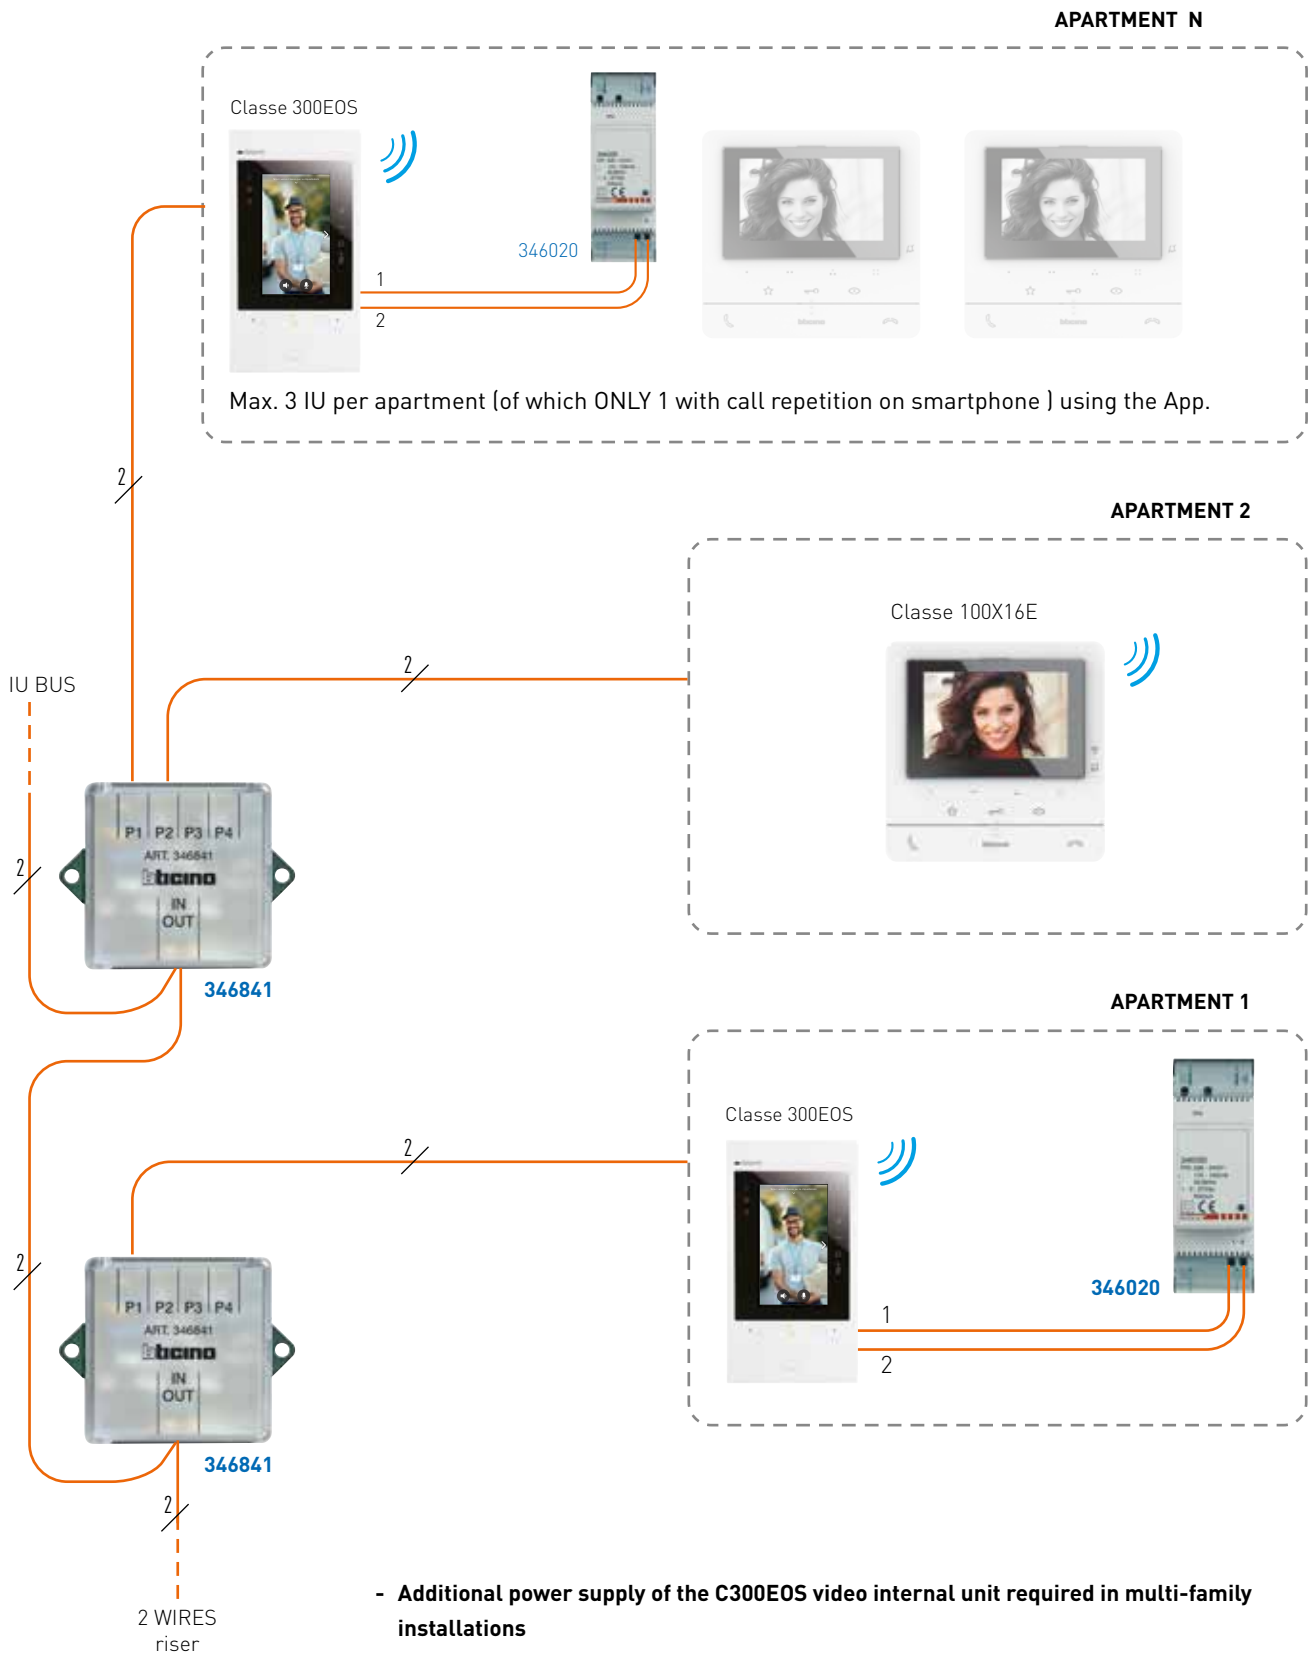 APARTMENT N
Classe 300EOS
346020
1
2
Max. 3 IU per apartment (of which ONLY 1 with call repetition on smartphone ) using the App.
2
APARTMENT 2
Classe 100X16E
2
IU BUS
P1 P2 P3 P4
ART. 346841
bticino
IN
OUT
2
346841
APARTMENT 1
Classe 300EOS
2
346020
1
2
2
P1 P2 P3 P4
ART. 346841
bticino
IN
OUT
346841
2
2 WIRES
riser
- Additional power supply of the C300EOS video internal unit required in multi-family
installations